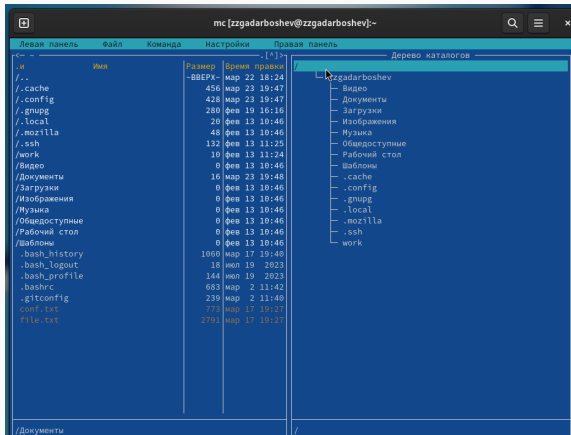 mc [zzgadarboshev@zzgadarboshev]:~
Левая панель Файл Команда Настройки Правая панель
<— ~ .[^]> Дерево каталогов
.и Имя Размер Время правки /
/.. -ВВЕРХ- мар 22 18:24 zzgadarboshev
/.cache 456 мар 23 19:47 Видео
/.config 428 мар 23 19:47 Документы
/.gnupg 280 фев 19 16:16 Загрузки
/.local 20 фев 13 10:46 Изображения
/.mozilla 48 фев 13 10:46 Музыка
/.ssh 132 фев 13 11:25 Общедоступные
/work 10 фев 13 11:24 Рабочий стол
/Видео 0 фев 13 10:46 Шаблоны
/Документы 16 мар 23 19:48 .cache
/Загрузки 0 фев 13 10:46 .config
/Изображения 0 фев 13 10:46 .gnupg
/Музыка 0 фев 13 10:46 .local
/Общедоступные 0 фев 13 10:46 .mozilla
/Рабочий стол 0 фев 13 10:46 .ssh
/Шаблоны 0 фев 13 10:46 work
.bash_history 1060 мар 17 19:40
.bash_logout 18 июл 19 2023
.bash_profile 144 июл 19 2023
.bashrc 683 мар 2 11:42
.gitconfig 239 мар 2 11:40
conf.txt 773 мар 17 19:27
file.txt 2791 мар 17 19:27
/Документы /